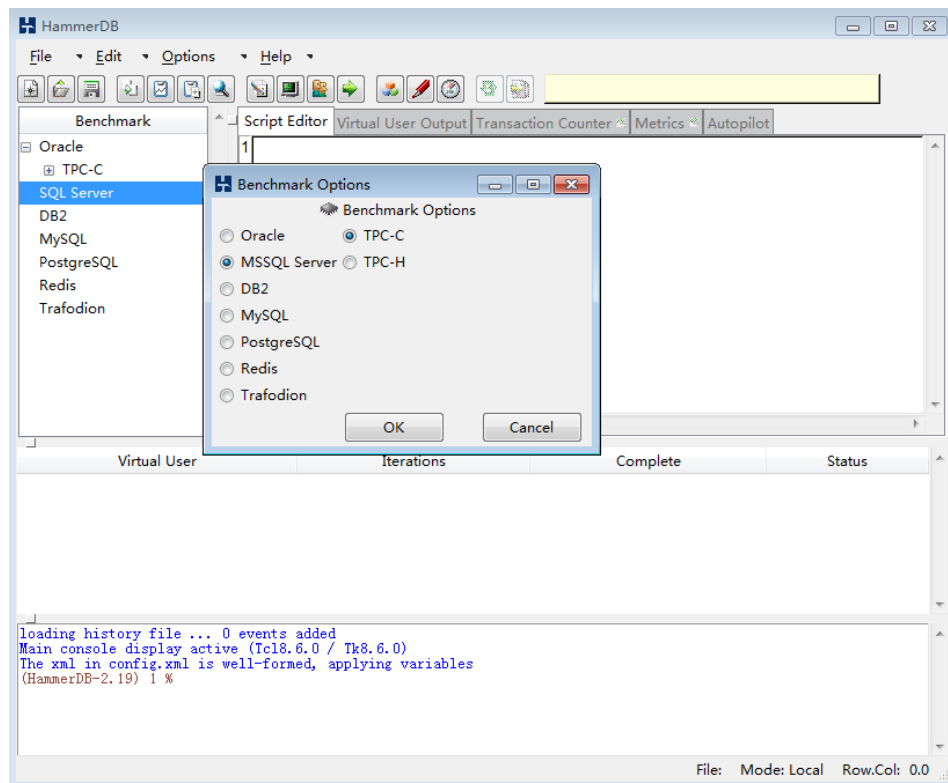 HammerDB
File Edit Options Help
Benchmark
Script Editor Virtual User Output Transaction Counter Metrics Autopilot
Oracle
1
TPC-C
SQL Server
DB2
MySQL
PostgreSQL
Redis
Trafodion
Benchmark Options
Benchmark Options
Oracle TPC-C
MSSQL Server TPC-H
DB2
MySQL
PostgreSQL
Redis
Trafodion
OK Cancel
Virtual User Iterations Complete Status
loading history file ... 0 events added
Main console display active (Tcl8.6.0 / Tk8.6.0)
The xml in config.xml is well-formed, applying variables
(HammerDB-2.19) 1 %
File: Mode: Local Row.Col: 0.0